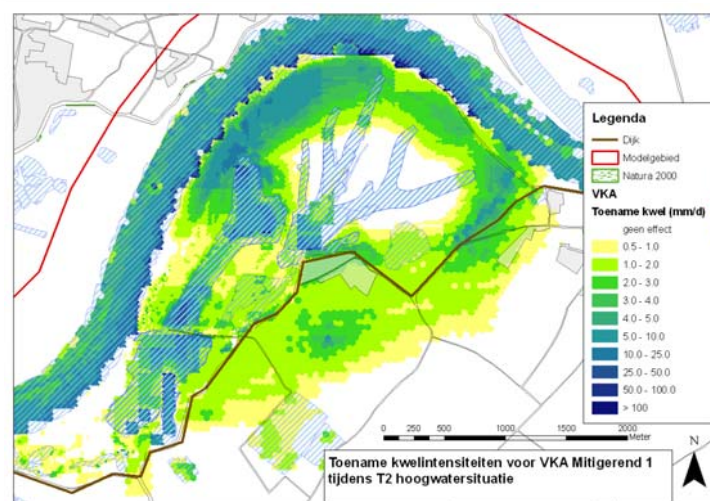 Legenda
Dijk
Modelgebied
Natura 2000
VKA
Toename kwel (mm/d)
geen effect
0.5 - 1.0
1.0 - 2.0
2.0 - 3.0
3.0 - 4.0
4.0 - 5.0
5.0 - 10.0
10.0 - 25.0
25.0 - 50.0
50.0 - 100.0
> 100
0 250 500 1000 1500 2000
Meter
N
Toename kwelintensiteiten voor VKA Mitigerend 1
tijdens T2 hoogwatersituatie